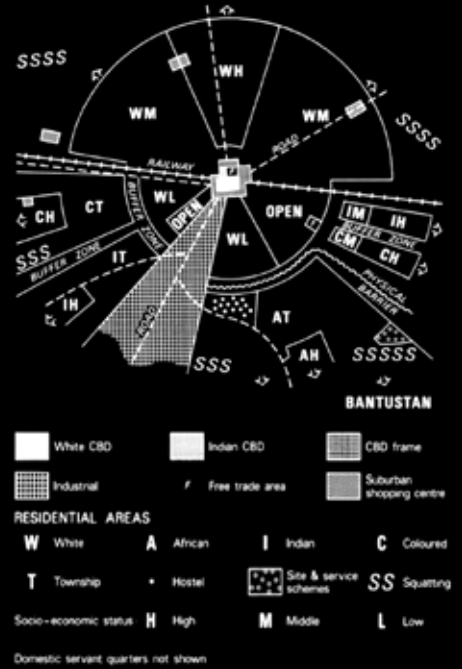 SSSS
WH
WM
WM
ROAD
SSSS
RAILWAY
F
WL
OPEN
OPEN
F
CH
CT
BUFFER ZONE
WL
IM
IH
BUFFER ZONE
CM
CH
SSS
BUFFER ZONE
IT
PHYSICAL BARRIER
IH
ROAD
AT
SSS
AH
SSSSS
BANTUSTAN
White CBD
Indian CBD
CBD frame
Industrial
F Free trade area
Suburban shopping centre
RESIDENTIAL AREAS
W White
A African
I Indian
C Coloured
T Township
• Hostel
Site & service schemes
SS Squatting
Socio-economic status H High
M Middle
L Low
Domestic servant quarters not shown